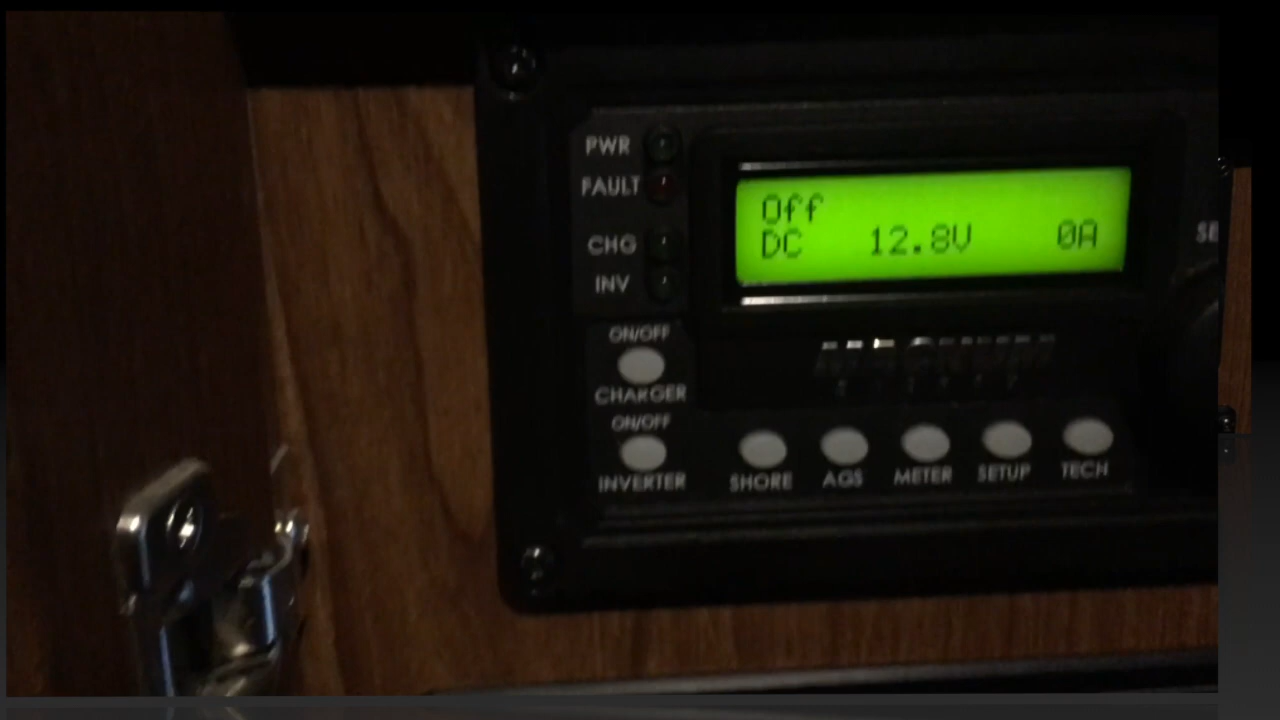 PWR
FAULT
CHG
INV
Off
DC 12.8V 0A
SE
ON/OFF
CHARGER
ON/OFF
INVERTER
SHORE
AGS
METER
SETUP
TECH